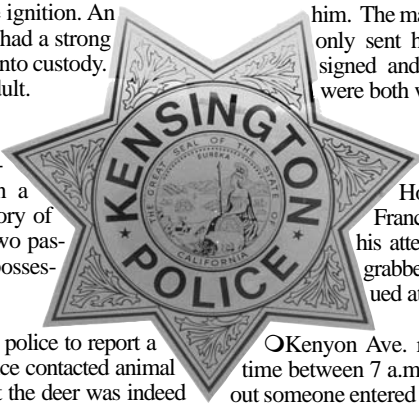 e ignition. An
had a strong
nto custody.
dult.
n a
ory of
wo pas-
posses-
police to report a
ce contacted animal
t the deer was indeed
KENSINGTON
POLICE
THE GREAT SEAL OF THE STATE OF
EUREKA
CALIFORNIA
him. The ma
only sent h
signed and
were both v
Ho
Franc
his atte
grabbe
ued at
❍Kenyon Ave. r
time between 7 a.m
out someone entered